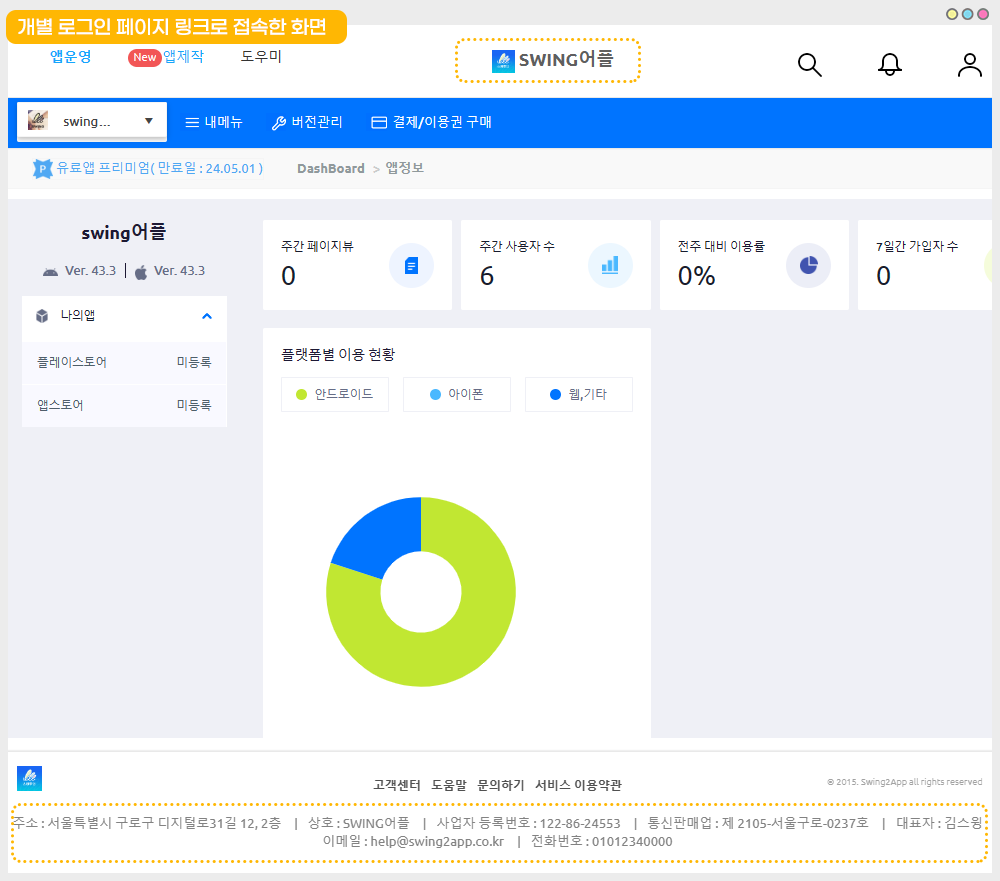 개별 로그인 페이지 링크로 접속한 화면
앱운영 New 앱제작 도우미
SWING어플
swing... ▼ 내메뉴 버전관리 결제/이용권 구매
P 유료앱 프리미엄( 만료일 : 24.05.01 ) DashBoard > 앱정보
swing어플
Ver. 43.3 | Ver. 43.3
나의앱
플레이스토어 미등록
앱스토어 미등록
주간 페이지뷰
0
주간 사용자 수
6
전주 대비 이용률
0%
7일간 가입자 수
0
플랫폼별 이용 현황
안드로이드 아이폰 웹,기타
고객센터 도움말 문의하기 서비스 이용약관
© 2015. Swing2App all rights reserved
주소 : 서울특별시 구로구 디지털로31길 12, 2층 | 상호 : SWING어플 | 사업자 등록번호 : 122-86-24553 | 통신판매업 : 제 2105-서울구로-0237호 | 대표자 : 김스윙
이메일 : help@swing2app.co.kr | 전화번호 : 01012340000